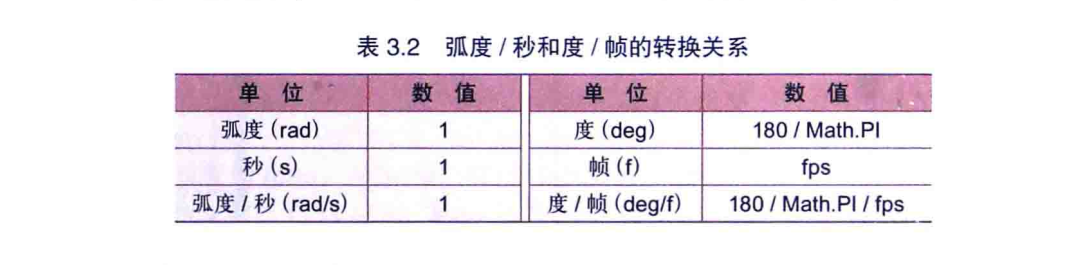 表 3.2 弧度 / 秒和度 / 帧的转换关系
单 位 数 值 单 位 数 值
弧度（rad） 1 度（deg） 180 / Math.PI
秒（s） 1 帧（f） fps
弧度 / 秒（rad/s） 1 度 / 帧（deg/f） 180 / Math.PI / fps